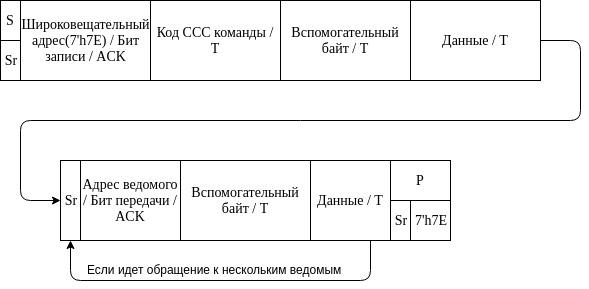 S
Sr
Широковещательный
адрес(7'h7E) / Бит
записи / ACK
Код CCC команды /
T
Вспомогательный
байт / T
Данные / T
Sr
Адрес ведомого
/ Бит передачи /
ACK
Вспомогательный
байт / T
Данные / T
P
Sr
7'h7E
Если идет обращение к нескольким ведомым